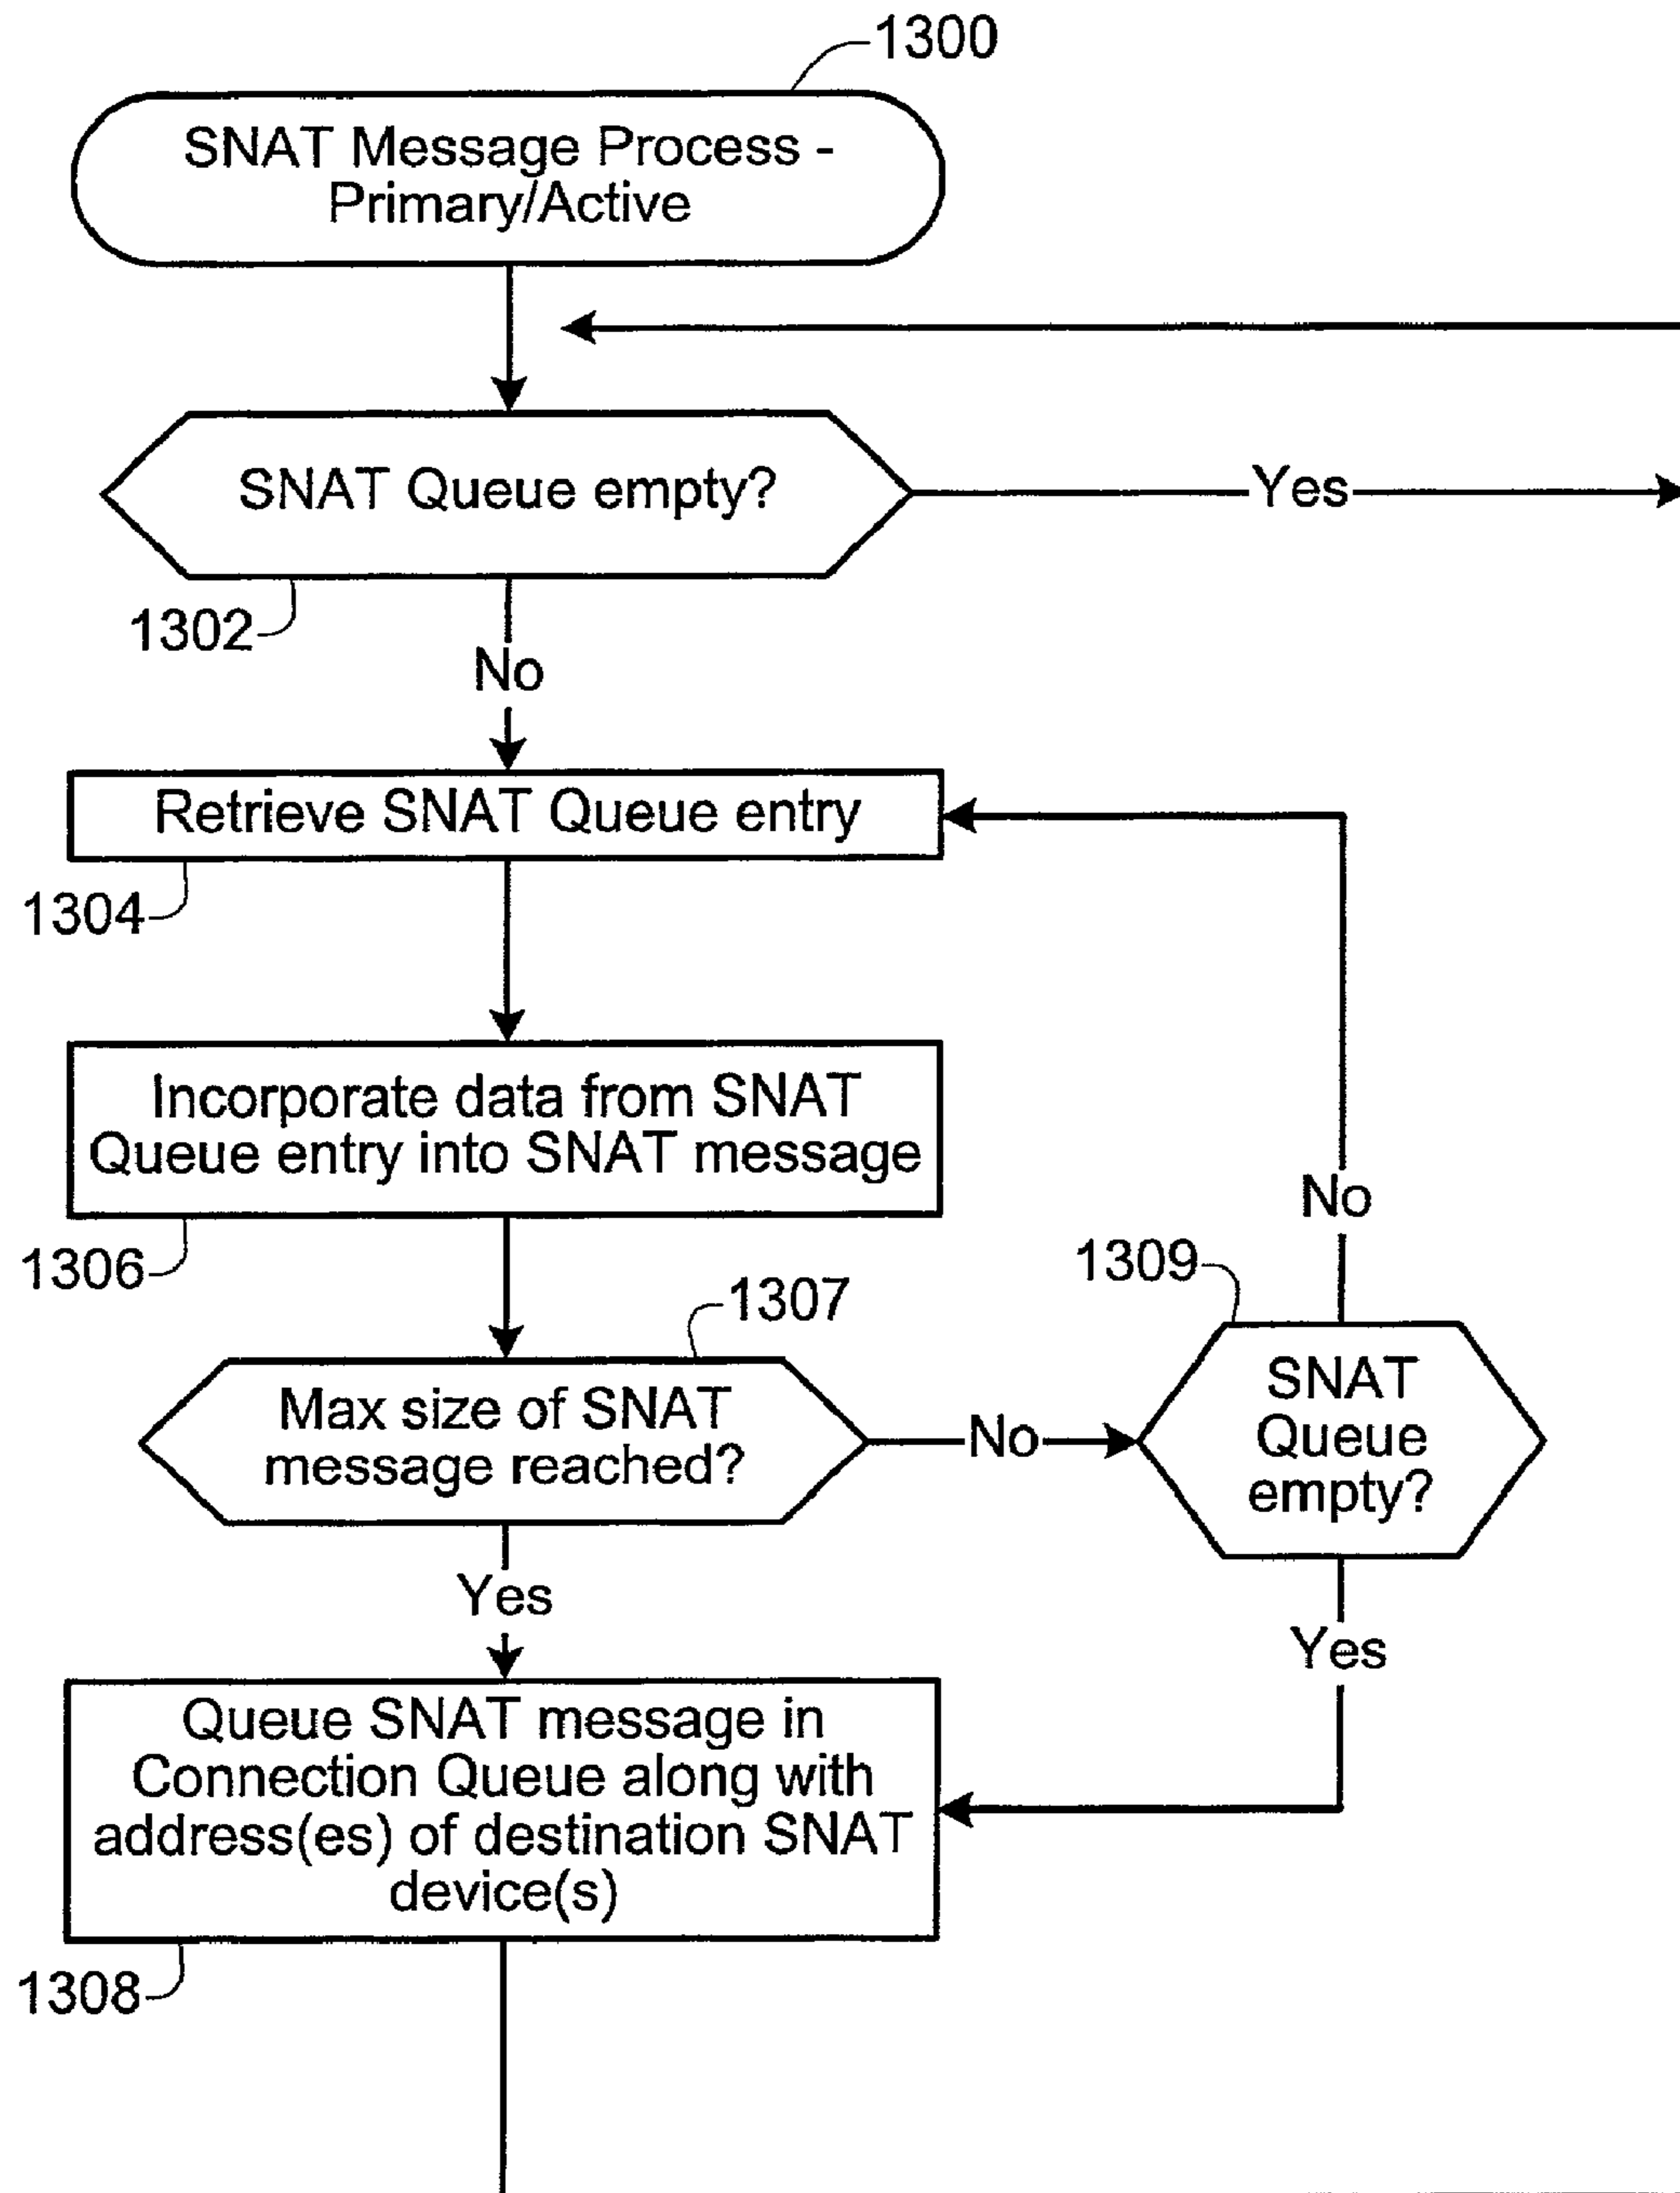 1300
SNAT Message Process -
Primary/Active
SNAT Queue empty?
Yes
1302
No
Retrieve SNAT Queue entry
1304
Incorporate data from SNAT
Queue entry into SNAT message
1306
No
1309
1307
Max size of SNAT
message reached?
No
SNAT
Queue
empty?
Yes
Yes
Queue SNAT message in
Connection Queue along with
address(es) of destination SNAT
device(s)
1308